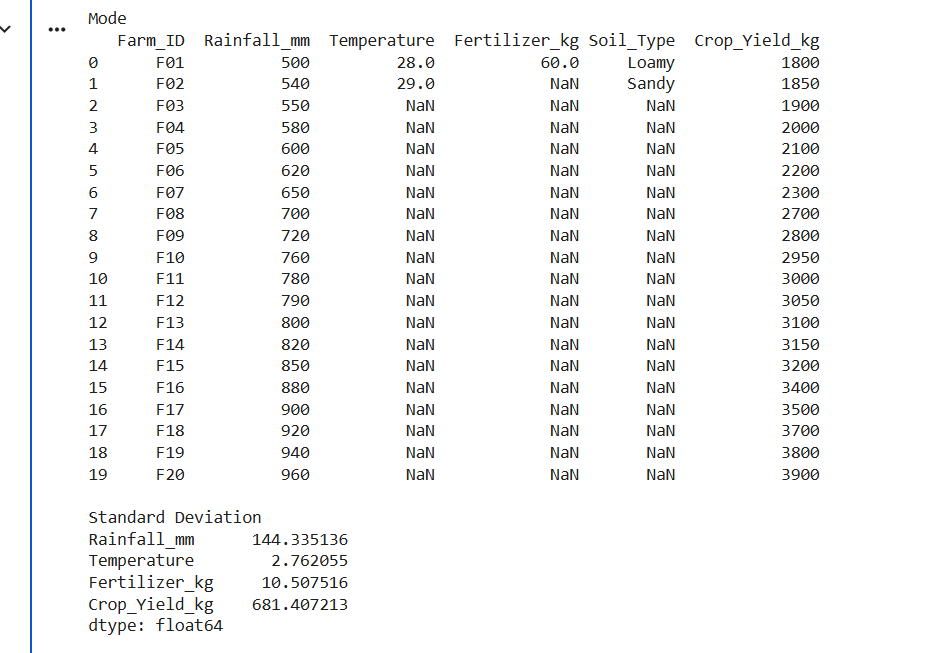 Mode
Farm_ID Rainfall_mm Temperature Fertilizer_kg Soil_Type Crop_Yield_kg
0 F01 500 28.0 60.0 Loamy 1800
1 F02 540 29.0 NaN Sandy 1850
2 F03 550 NaN NaN NaN 1900
3 F04 580 NaN NaN NaN 2000
4 F05 600 NaN NaN NaN 2100
5 F06 620 NaN NaN NaN 2200
6 F07 650 NaN NaN NaN 2300
7 F08 700 NaN NaN NaN 2700
8 F09 720 NaN NaN NaN 2800
9 F10 760 NaN NaN NaN 2950
10 F11 780 NaN NaN NaN 3000
11 F12 790 NaN NaN NaN 3050
12 F13 800 NaN NaN NaN 3100
13 F14 820 NaN NaN NaN 3150
14 F15 850 NaN NaN NaN 3200
15 F16 880 NaN NaN NaN 3400
16 F17 900 NaN NaN NaN 3500
17 F18 920 NaN NaN NaN 3700
18 F19 940 NaN NaN NaN 3800
19 F20 960 NaN NaN NaN 3900
Standard Deviation
Rainfall_mm 144.335136
Temperature 2.762055
Fertilizer_kg 10.507516
Crop_Yield_kg 681.407213
dtype: float64